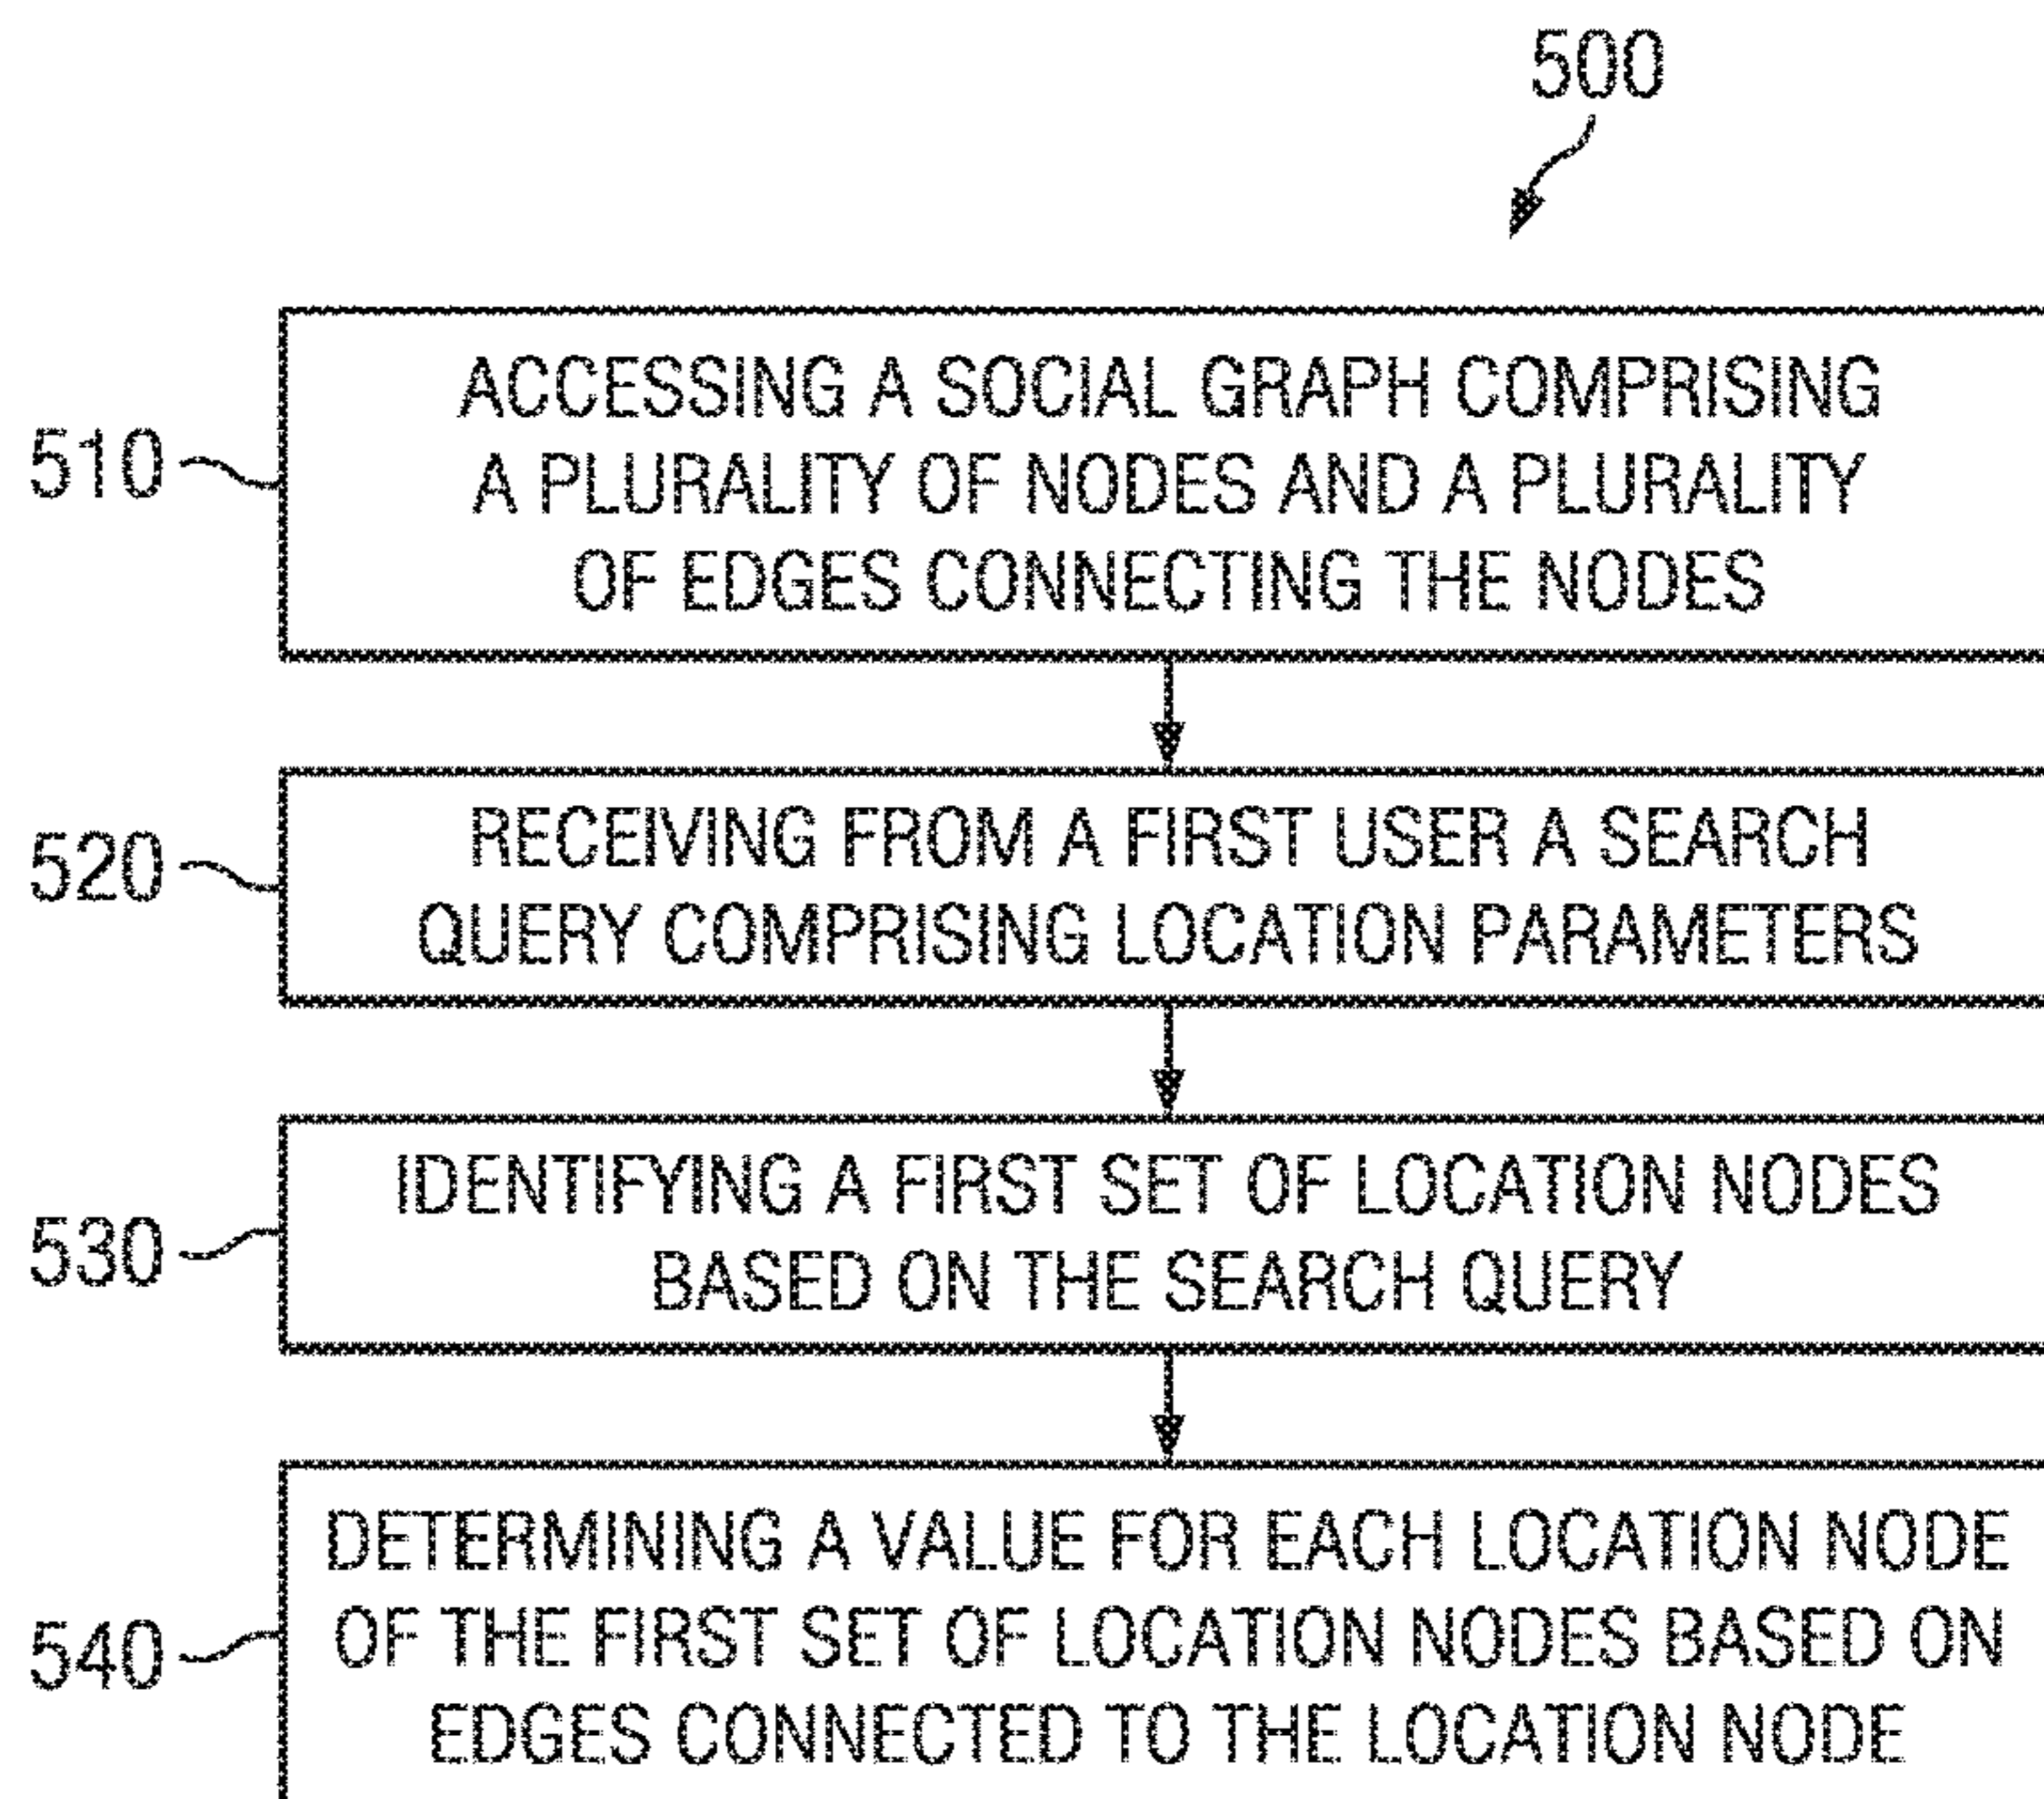 500
510
ACCESSING A SOCIAL GRAPH COMPRISING
A PLURALITY OF NODES AND A PLURALITY
OF EDGES CONNECTING THE NODES
520
RECEIVING FROM A FIRST USER A SEARCH
QUERY COMPRISING LOCATION PARAMETERS
530
IDENTIFYING A FIRST SET OF LOCATION NODES
BASED ON THE SEARCH QUERY
540
DETERMINING A VALUE FOR EACH LOCATION NODE
OF THE FIRST SET OF LOCATION NODES BASED ON
EDGES CONNECTED TO THE LOCATION NODE